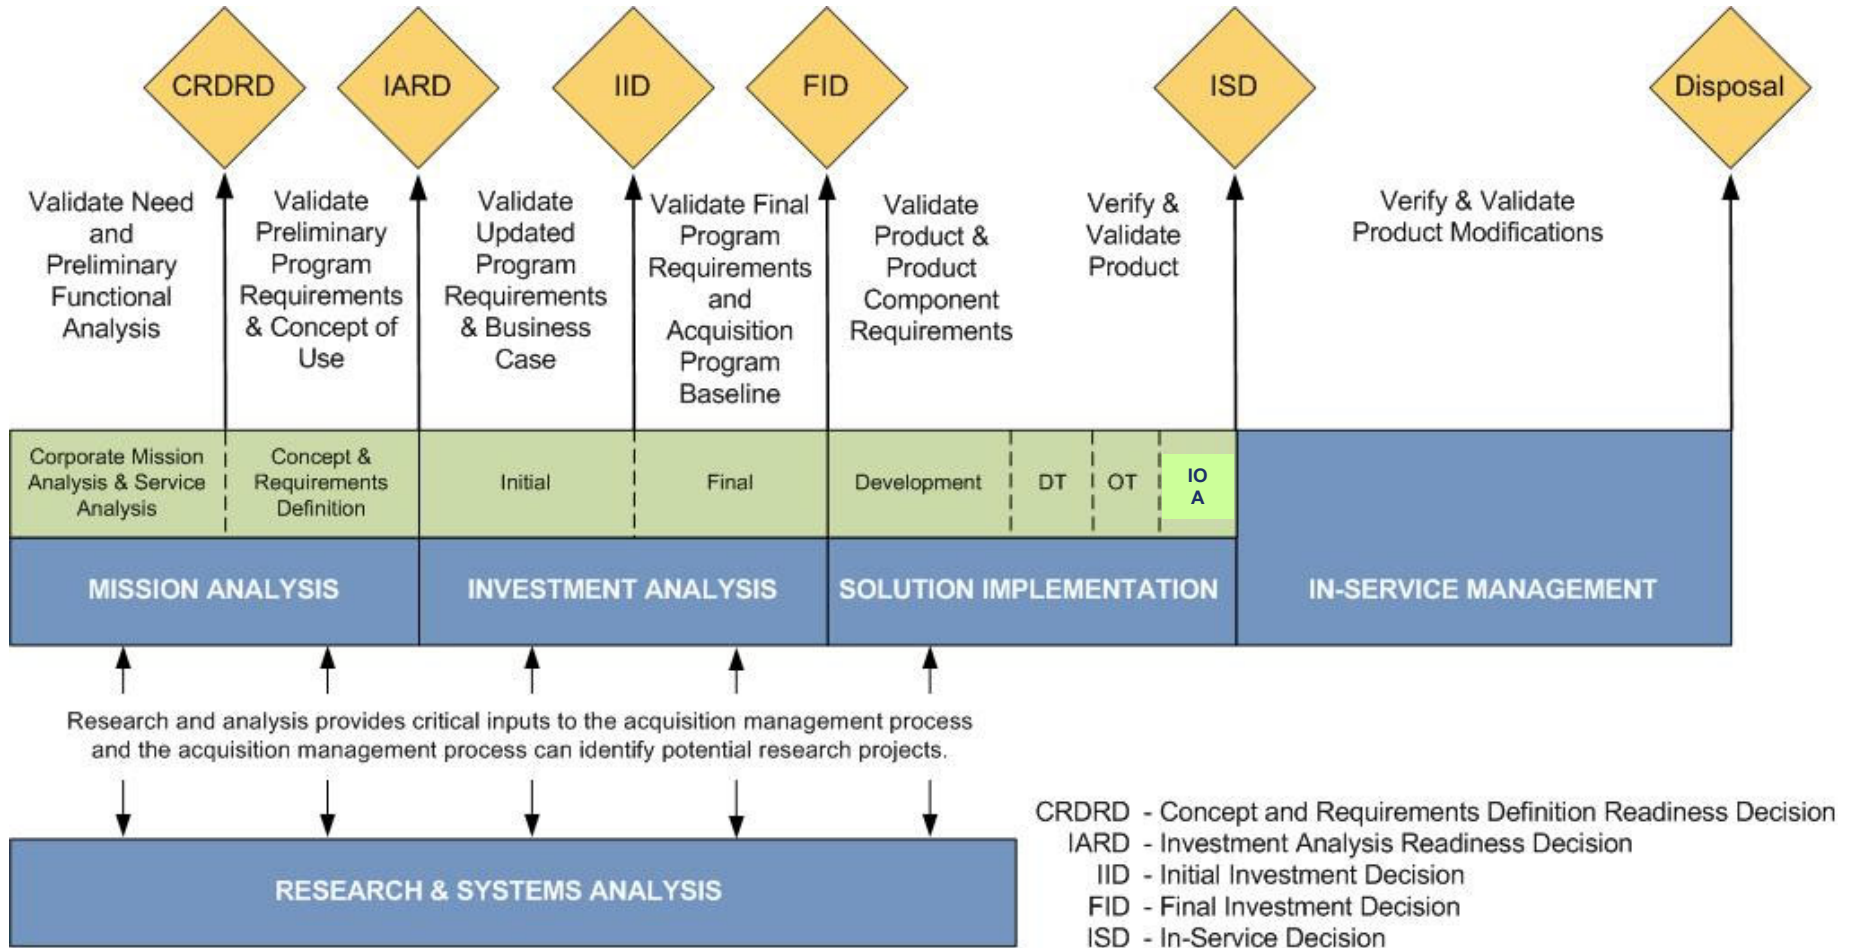 CRDRD
IARD
IID
FID
ISD
Disposal
Validate Need
and
Preliminary
Functional
Analysis
Validate
Preliminary
Program
Requirements
& Concept of
Use
Validate
Updated
Program
Requirements
& Business
Case
Validate Final
Program
Requirements
and
Acquisition
Program
Baseline
Validate
Product &
Product
Component
Requirements
Verify &
Validate
Product
Verify & Validate
Product Modifications
Corporate Mission
Analysis & Service
Analysis
Concept &
Requirements
Definition
Initial
Final
Development
DT
OT
IO
A
MISSION ANALYSIS
INVESTMENT ANALYSIS
SOLUTION IMPLEMENTATION
IN-SERVICE MANAGEMENT
Research and analysis provides critical inputs to the acquisition management process
and the acquisition management process can identify potential research projects.
RESEARCH & SYSTEMS ANALYSIS
CRDRD - Concept and Requirements Definition Readiness Decision
IARD - Investment Analysis Readiness Decision
IID - Initial Investment Decision
FID - Final Investment Decision
ISD - In-Service Decision